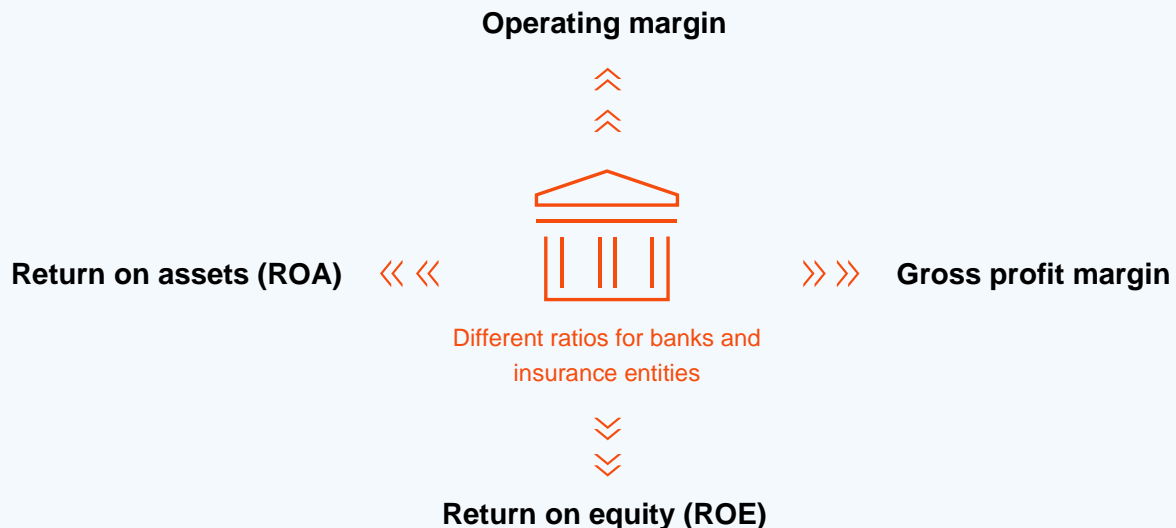 Operating margin
Return on assets (ROA)
Gross profit margin
Different ratios for banks and
insurance entities
Return on equity (ROE)